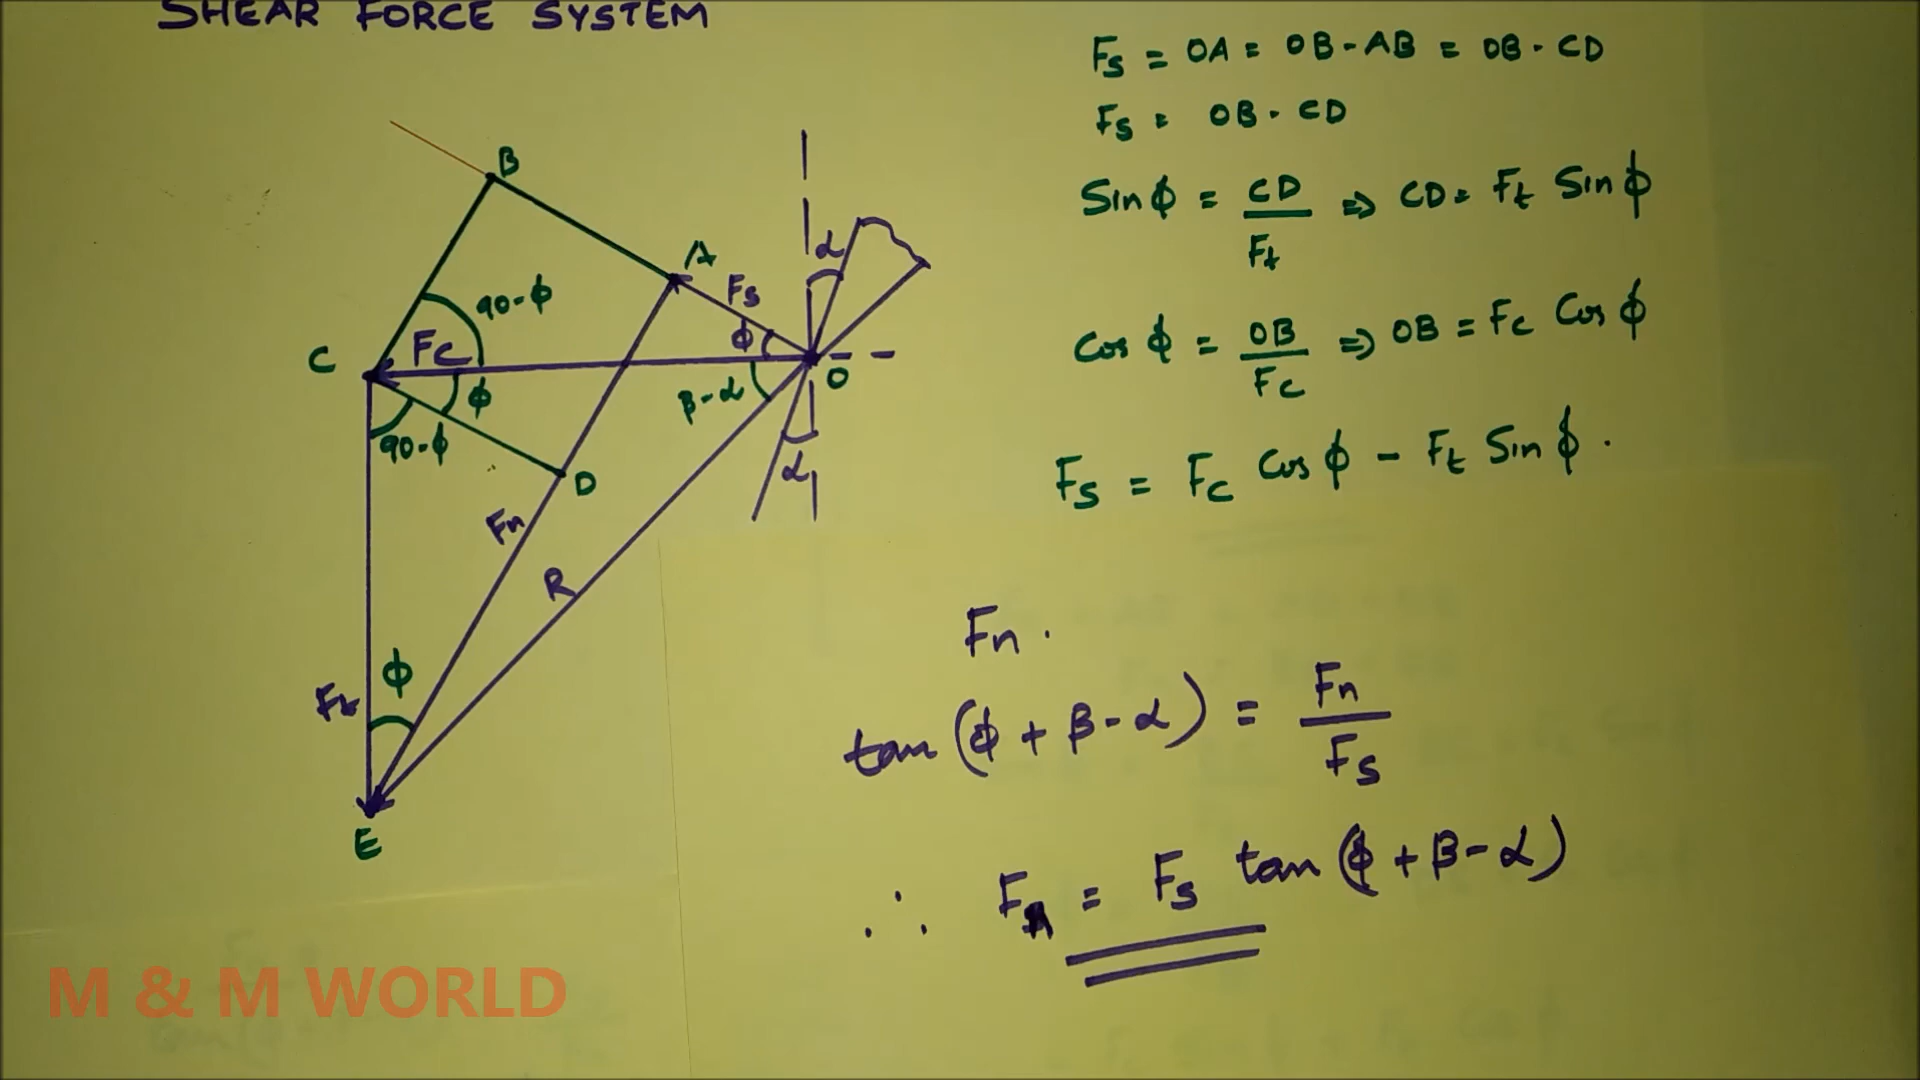 SHEAR FORCE SYSTEM
Fs = OA = OB - AB = OB - CD
Fs = OB - CD
Sin ϕ = CD / Ft ⇒ CD = Ft Sin ϕ
Cos ϕ = OB / Fc ⇒ OB = Fc Cos ϕ
Fs = Fc Cos ϕ - Ft Sin ϕ.
B
A
α
Fs
90-ϕ
ϕ
C
Fc
O
β-α
ϕ
90-ϕ
α
D
Fn
R
ϕ
Ft
E
Fn.
tan (ϕ + β - α) = Fn / Fs
∴ Fn = Fs tan (ϕ + β - α)
M & M WORLD